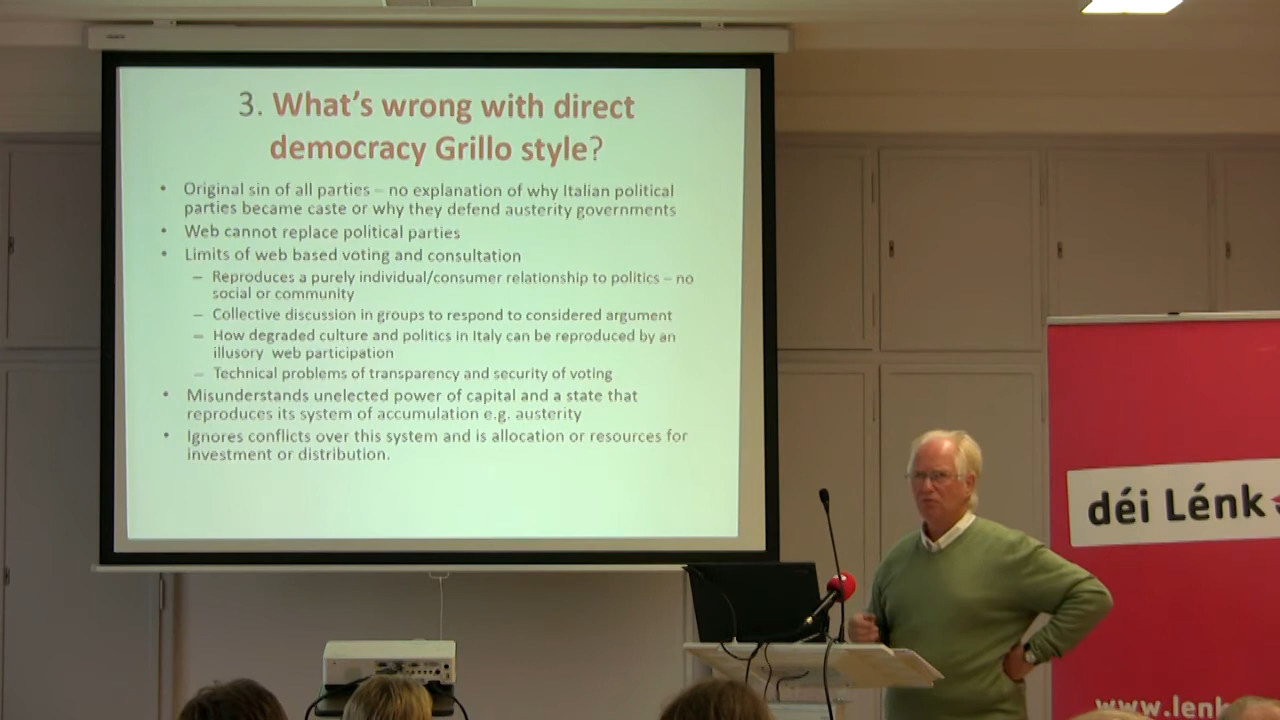 3. What's wrong with direct
democracy Grillo style?
• Original sin of all parties – no explanation of why Italian political
parties became caste or why they defend austerity governments
• Web cannot replace political parties
• Limits of web based voting and consultation
– Reproduces a purely individual/consumer relationship to politics – no
social or community
– Collective discussion in groups to respond to considered argument
– How degraded culture and politics in Italy can be reproduced by an
illusory web participation
– Technical problems of transparency and security of voting
• Misunderstands unelected power of capital and a state that
reproduces its system of accumulation e.g. austerity
• Ignores conflicts over this system and is allocation or resources for
investment or distribution.
déi Lénk
www.lenk